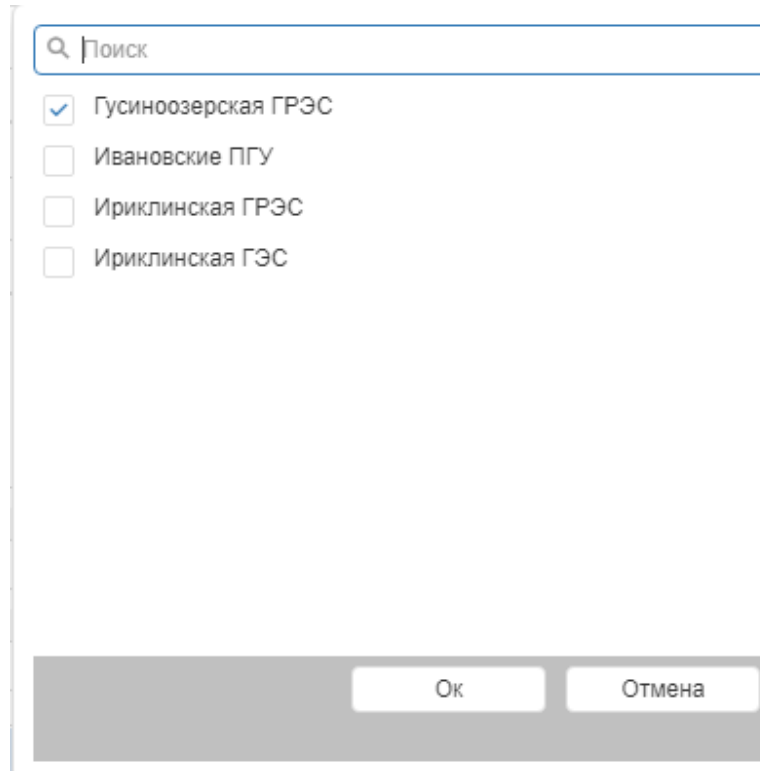 Поиск
Гусиноозерская ГРЭС
Ивановские ПГУ
Ириклинская ГРЭС
Ириклинская ГЭС
Ок Отмена